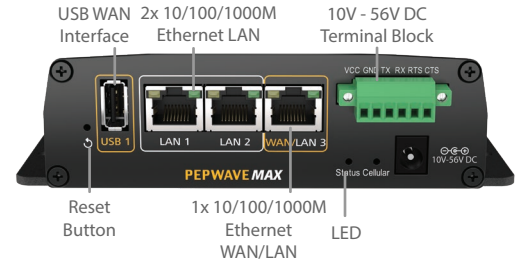 USB WAN
Interface
2x 10/100/1000M
Ethernet LAN
10V - 56V DC
Terminal Block
VCC GND TX RX RTS CTS
USB 1
LAN 1
LAN 2
WAN/LAN 3
10V-56V DC
Status Cellular
PEPWAVE MAX
Reset
Button
1x 10/100/1000M
Ethernet
WAN/LAN
LED